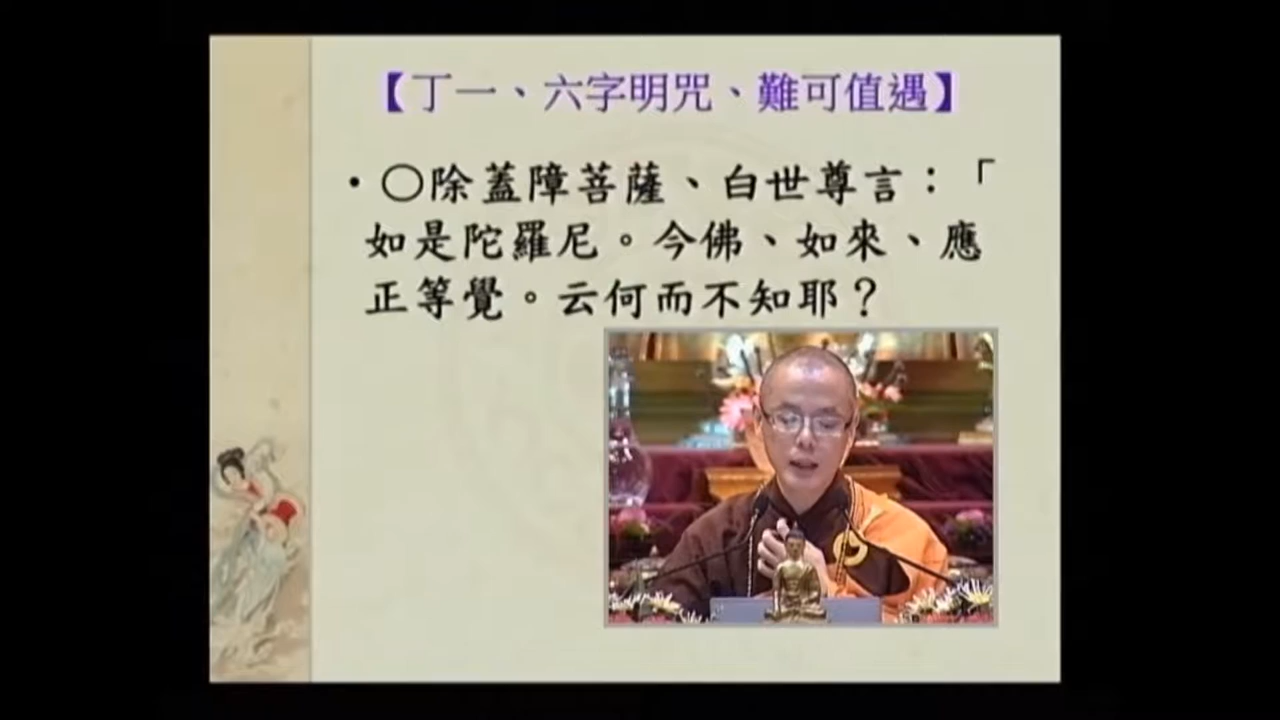 【丁一、六字明咒、難可值遇】
•〇除蓋障菩薩、白世尊言：「
如是陀羅尼。今佛、如來、應
正等覺。云何而不知耶？